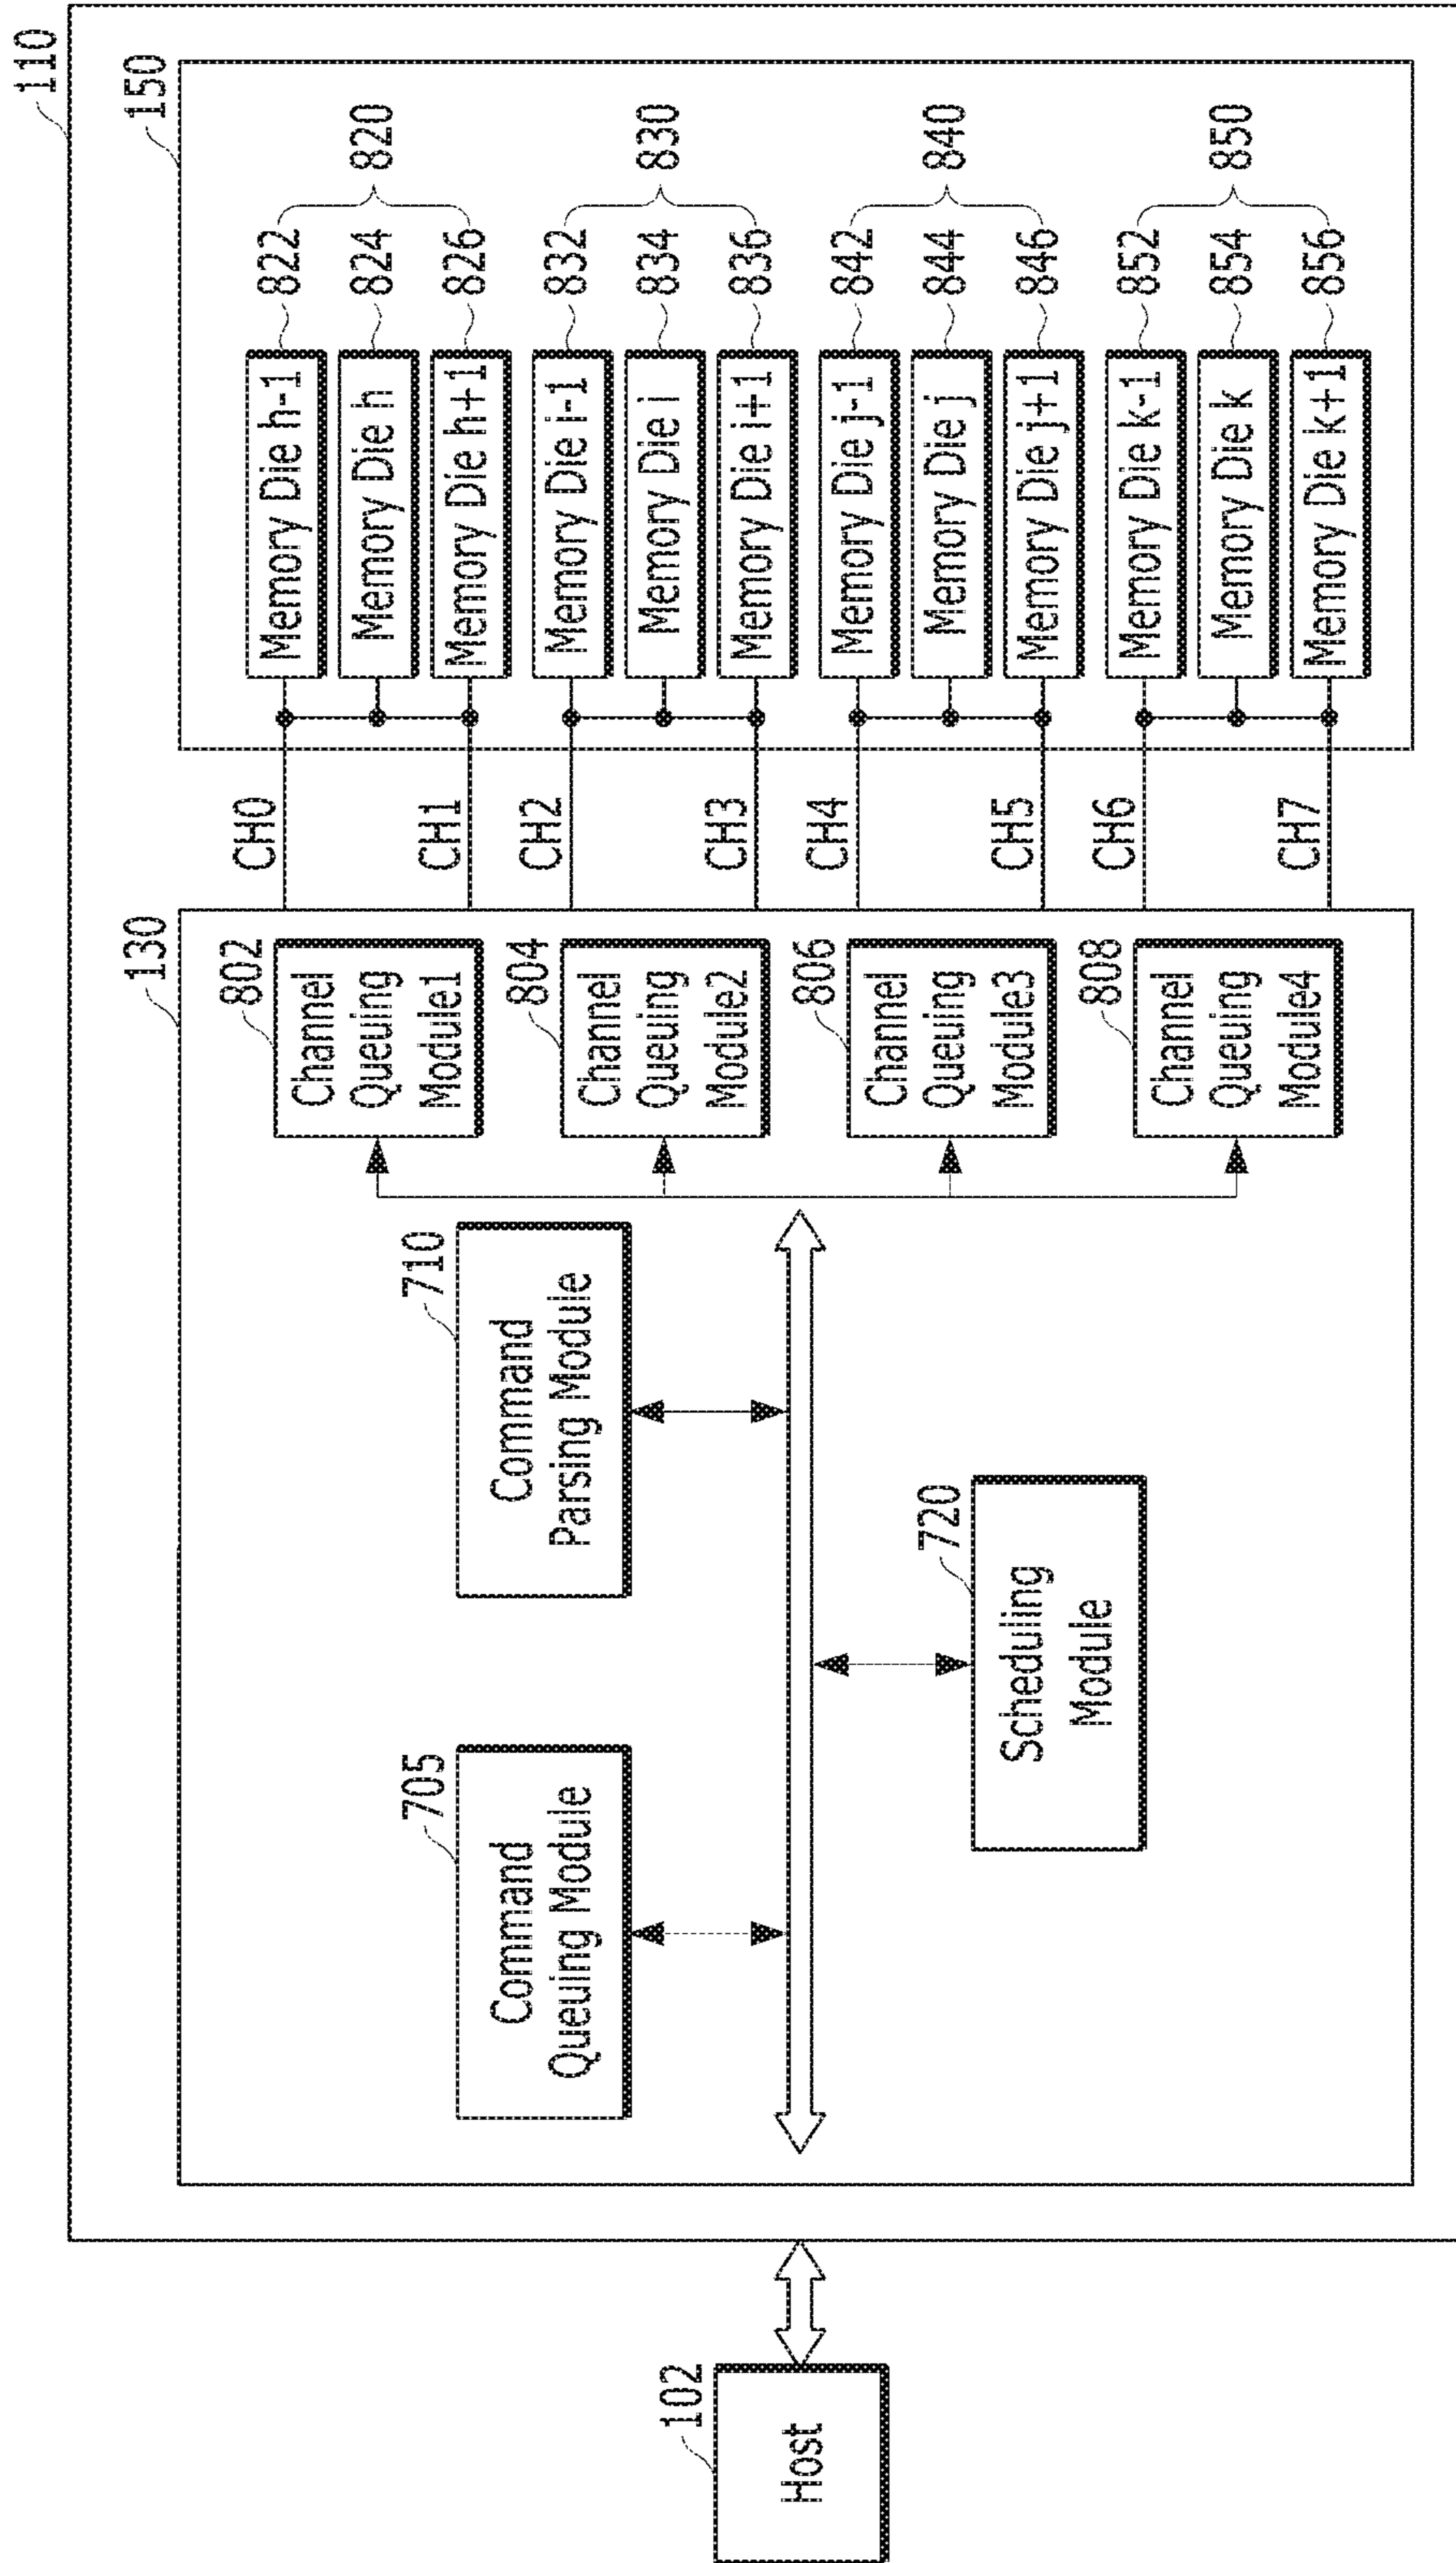 110
150
820
830
840
850
822
824
826
832
834
836
842
844
846
852
854
856
Memory Die h-1
Memory Die h
Memory Die h+1
Memory Die i-1
Memory Die i
Memory Die i+1
Memory Die j-1
Memory Die j
Memory Die j+1
Memory Die k-1
Memory Die k
Memory Die k+1
CH0
CH1
CH2
CH3
CH4
CH5
CH6
CH7
130
802
Channel
Queuing
Module1
804
Channel
Queuing
Module2
806
Channel
Queuing
Module3
808
Channel
Queuing
Module4
710
Command
Parsing Module
720
Scheduling
Module
705
Command
Queuing Module
102
Host